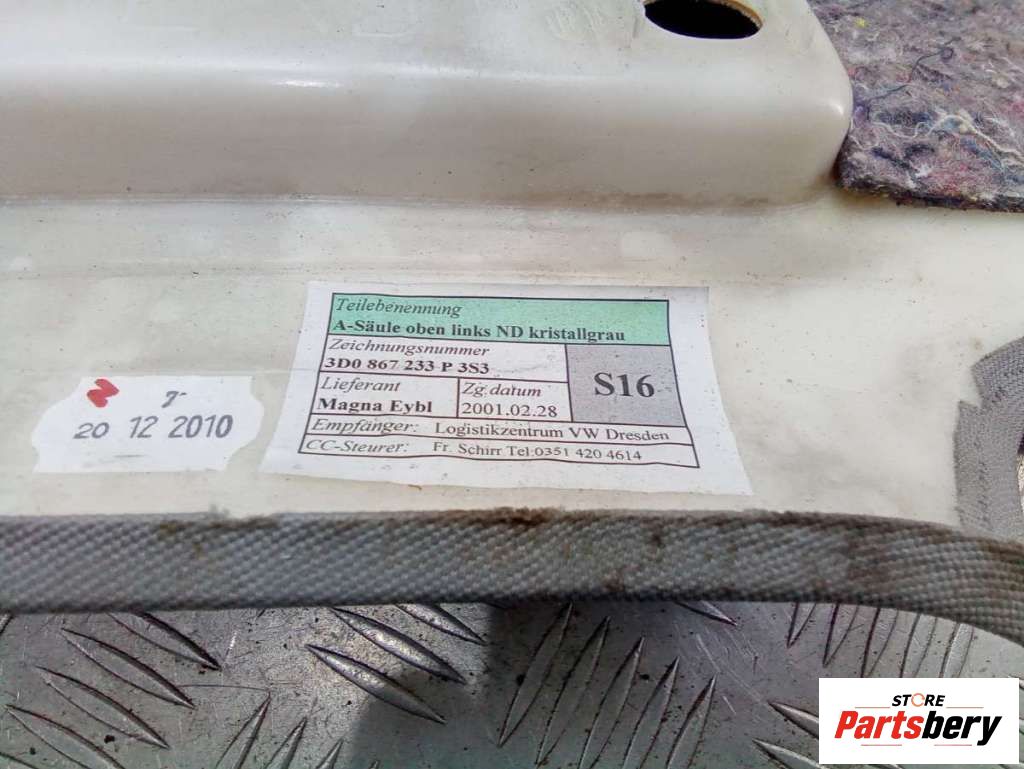 Teilebenennung
A-Säule oben links ND kristallgrau
Zeichnungsnummer
3D0 867 233 P 3S3
S16
Lieferant
Magna Eybl
Zg.datum
2001.02.28
Empfänger: Logistikzentrum VW Dresden
CC-Steurer: Fr. Schirr Tel:0351 420 4614
20 12 2010
STORE
Partsbery